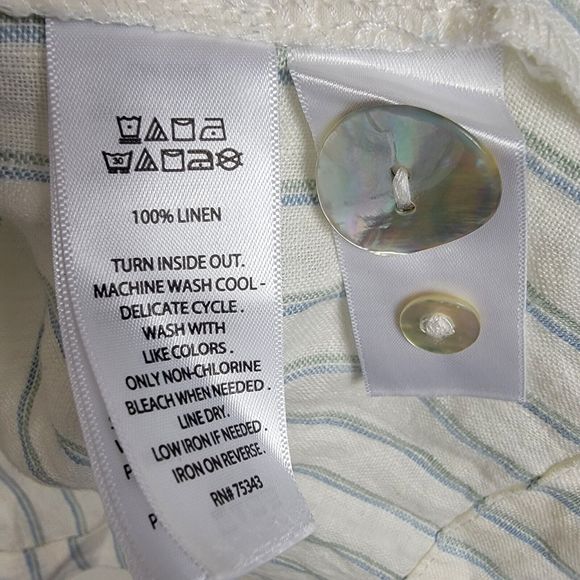 30
100% LINEN
TURN INSIDE OUT.
MACHINE WASH COOL -
DELICATE CYCLE .
WASH WITH
LIKE COLORS .
ONLY NON-CHLORINE
BLEACH WHEN NEEDED .
LINE DRY.
LOW IRON IF NEEDED .
IRON ON REVERSE .
RN# 75343